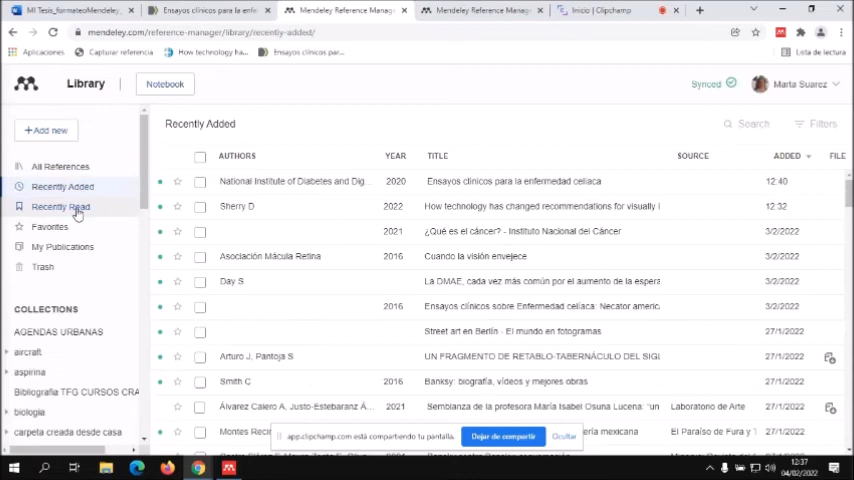 MI Tesis_formateoMendeley_ Ensayos clínicos para la enfe Mendeley Reference Manag Mendeley Reference Mana Inicio | Clipchamp
mendeley.com/reference-manager/library/recently-added/
Aplicaciones Capturar referencia How technology ha... Ensayos clínicos par... Lista de lectura
Library Notebook Synced Marta Suarez
+Add new Recently Added Search Filters
AUTHORS YEAR TITLE SOURCE ADDED FILE
All References
Recently Added National Institute of Diabetes and Dig... 2020 Ensayos clínicos para la enfermedad celiaca 12:40
Recently Read Sherry D 2022 How technology has changed recommendations for visually i 12:32
Favorites 2021 ¿Qué es el cáncer? - Instituto Nacional del Cáncer 3/2/2022
My Publications Asociación Mácula Retina 2016 Cuando la visión envejece 3/2/2022
Trash Day S La DMAE, cada vez más común por el aumento de la espera 3/2/2022
COLLECTIONS 2016 Ensayos clínicos sobre Enfermedad celíaca: Necator americ 3/2/2022
AGENDAS URBANAS Street art en Berlín - El mundo en fotogramas 27/1/2022
aircraft Arturo J, Pantoja S UN FRAGMENTO DE RETABLO-TABERNÁCULO DEL SIGL 27/1/2022
aspirina
Bibliografia TFG CURSOS CRA Smith C 2016 Banksy: biografía, vídeos y mejores obras 27/1/2022
biologia Álvarez Calero A, Justo-Estebaranz Á... 2021 Semblanza de la profesora María Isabel Osuna Lucena: "un Laboratorio de Arte 27/1/2022
carpeta creada desde casa Montes Reci ería mexicana El Paraíso de Fura y T 27/1/2022
app.clipchamp.com está compartiendo tu pantalla. Dejar de compartir Ocultar
12:37
04/02/2022